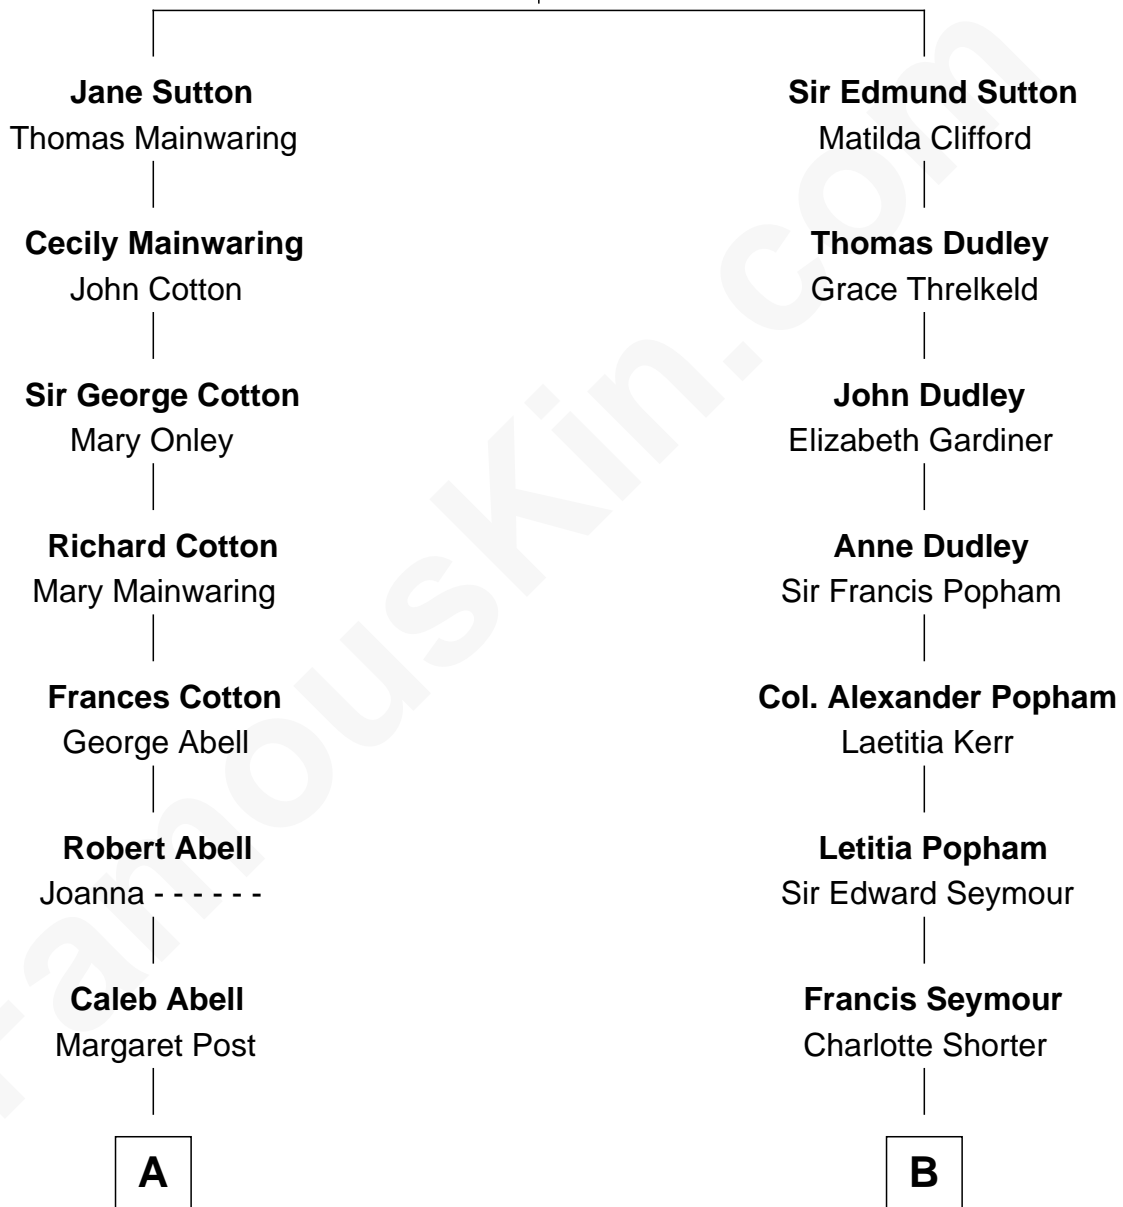 Jane Sutton
Thomas Mainwaring
Cecily Mainwaring
John Cotton
Sir George Cotton
Mary Onley
Richard Cotton
Mary Mainwaring
Frances Cotton
George Abell
Robert Abell
Joanna - - - - - -
Caleb Abell
Margaret Post
A
Sir Edmund Sutton
Matilda Clifford
Thomas Dudley
Grace Threlkeld
John Dudley
Elizabeth Gardiner
Anne Dudley
Sir Francis Popham
Col. Alexander Popham
Laetitia Kerr
Letitia Popham
Sir Edward Seymour
Francis Seymour
Charlotte Shorter
B
FamousKin.com